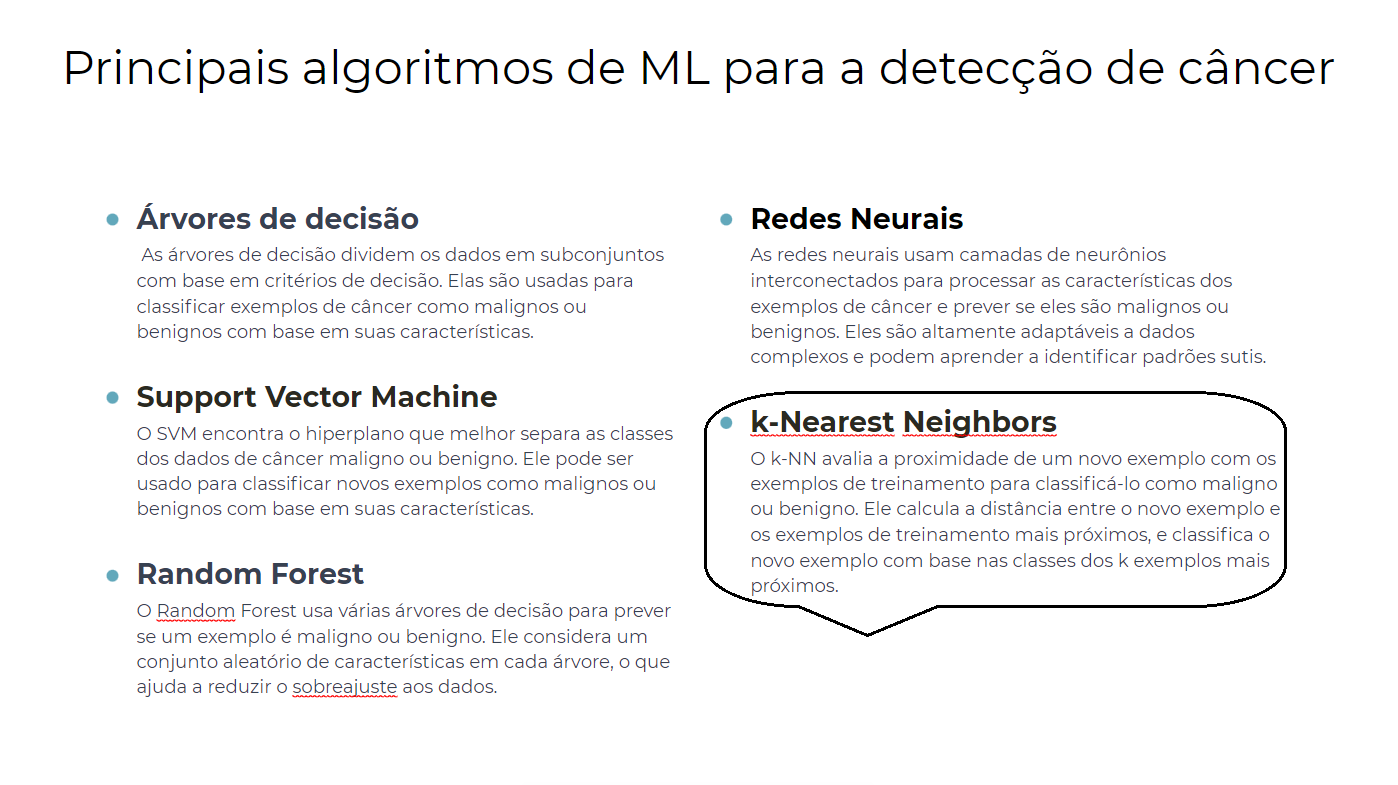 Principais algoritmos de ML para a detecção de câncer
Árvores de decisão
As árvores de decisão dividem os dados em subconjuntos
com base em critérios de decisão. Elas são usadas para
classificar exemplos de câncer como malignos ou
benignos com base em suas características.
Support Vector Machine
O SVM encontra o hiperplano que melhor separa as classes
dos dados de câncer maligno ou benigno. Ele pode ser
usado para classificar novos exemplos como malignos ou
benignos com base em suas características.
Random Forest
O Random Forest usa várias árvores de decisão para prever
se um exemplo é maligno ou benigno. Ele considera um
conjunto aleatório de características em cada árvore, o que
ajuda a reduzir o sobreajuste aos dados.
Redes Neurais
As redes neurais usam camadas de neurônios
interconectados para processar as características dos
exemplos de câncer e prever se eles são malignos ou
benignos. Eles são altamente adaptáveis a dados
complexos e podem aprender a identificar padrões sutis.
k-Nearest Neighbors
O k-NN avalia a proximidade de um novo exemplo com os
exemplos de treinamento para classificá-lo como maligno
ou benigno. Ele calcula a distância entre o novo exemplo e
os exemplos de treinamento mais próximos, e classifica o
novo exemplo com base nas classes dos k exemplos mais
próximos.